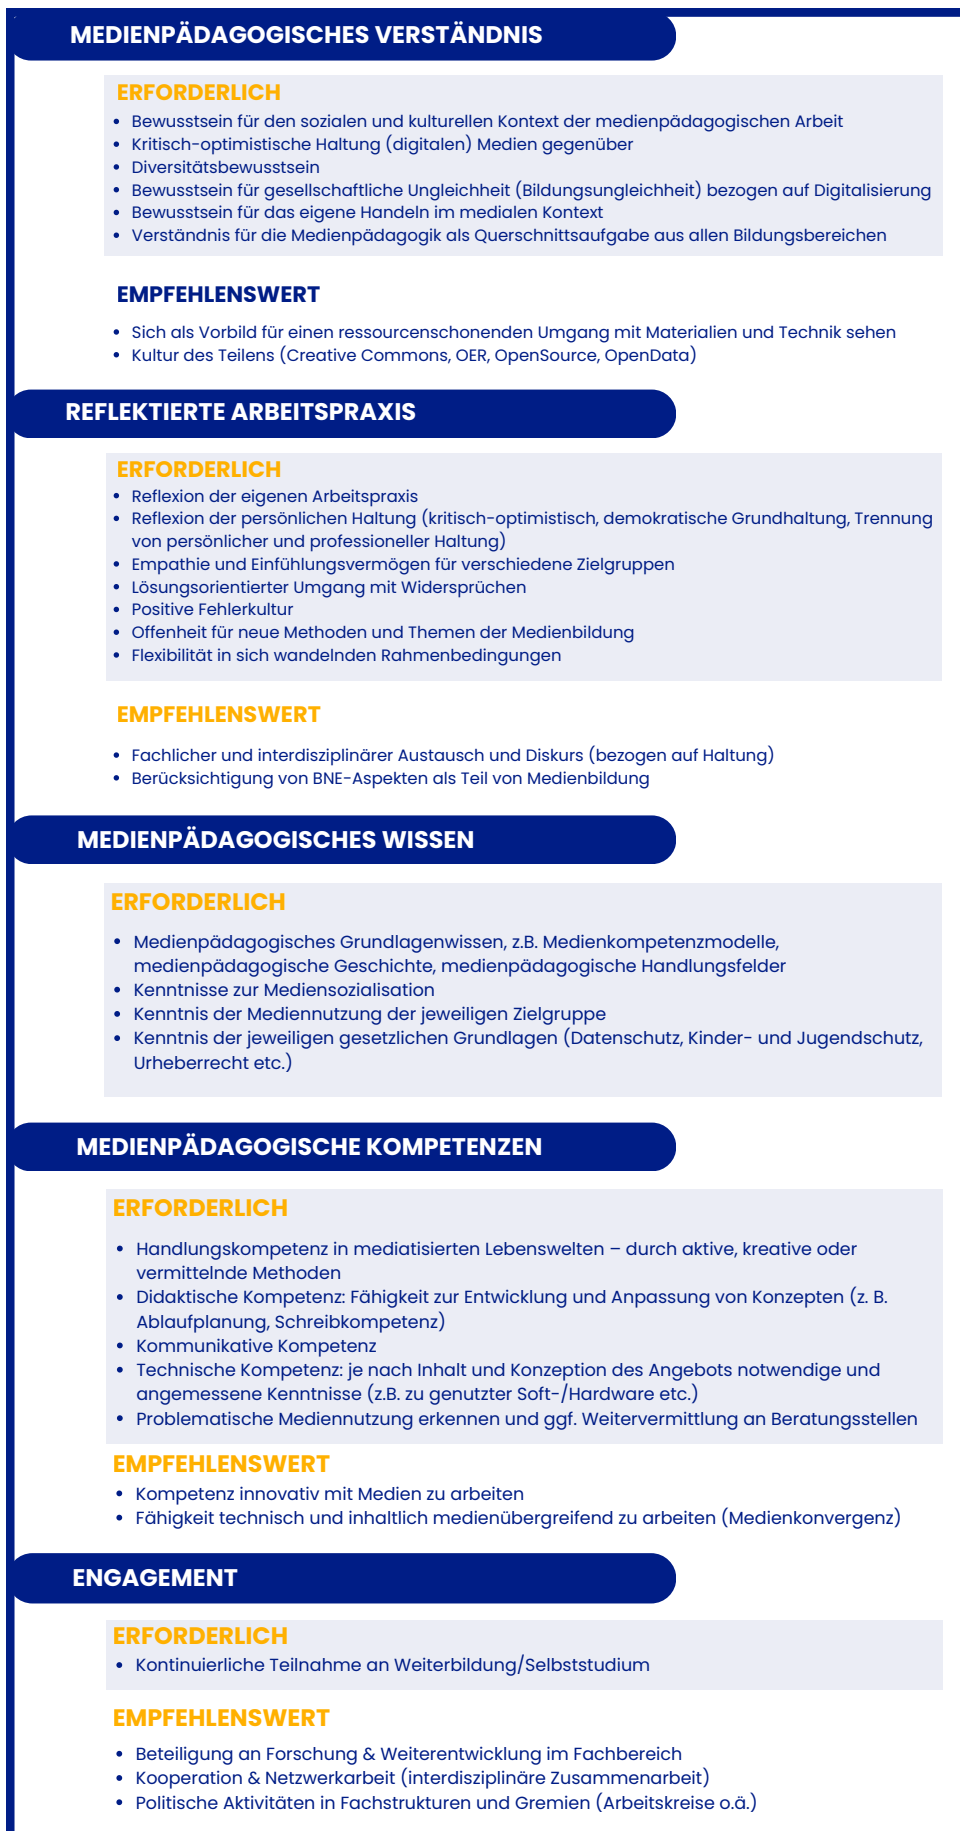 MEDIENPÄDAGOGISCHES VERSTÄNDNIS
ERFORDERLICH
• Bewusstsein für den sozialen und kulturellen Kontext der medienpädagogischen Arbeit
• Kritisch-optimistische Haltung (digitalen) Medien gegenüber
• Diversitätsbewusstsein
• Bewusstsein für gesellschaftliche Ungleichheit (Bildungsungleichheit) bezogen auf Digitalisierung
• Bewusstsein für das eigene Handeln im medialen Kontext
• Verständnis für die Medienpädagogik als Querschnittsaufgabe aus allen Bildungsbereichen
EMPFEHLENSWERT
• Sich als Vorbild für einen ressourcenschonenden Umgang mit Materialien und Technik sehen
• Kultur des Teilens (Creative Commons, OER, OpenSource, OpenData)
REFLEKTIERTE ARBEITSPRAXIS
ERFORDERLICH
• Reflexion der eigenen Arbeitspraxis
• Reflexion der persönlichen Haltung (kritisch-optimistisch, demokratische Grundhaltung, Trennung
von persönlicher und professioneller Haltung)
• Empathie und Einfühlungsvermögen für verschiedene Zielgruppen
• Lösungsorientierter Umgang mit Widersprüchen
• Positive Fehlerkultur
• Offenheit für neue Methoden und Themen der Medienbildung
• Flexibilität in sich wandelnden Rahmenbedingungen
EMPFEHLENSWERT
• Fachlicher und interdisziplinärer Austausch und Diskurs (bezogen auf Haltung)
• Berücksichtigung von BNE-Aspekten als Teil von Medienbildung
MEDIENPÄDAGOGISCHES WISSEN
ERFORDERLICH
• Medienpädagogisches Grundlagenwissen, z.B. Medienkompetenzmodelle,
medienpädagogische Geschichte, medienpädagogische Handlungsfelder
• Kenntnisse zur Mediensozialisation
• Kenntnis der Mediennutzung der jeweiligen Zielgruppe
• Kenntnis der jeweiligen gesetzlichen Grundlagen (Datenschutz, Kinder- und Jugendschutz,
Urheberrecht etc.)
MEDIENPÄDAGOGISCHE KOMPETENZEN
ERFORDERLICH
• Handlungskompetenz in mediatisierten Lebenswelten – durch aktive, kreative oder
vermittelnde Methoden
• Didaktische Kompetenz: Fähigkeit zur Entwicklung und Anpassung von Konzepten (z. B.
Ablaufplanung, Schreibkompetenz)
• Kommunikative Kompetenz
• Technische Kompetenz: je nach Inhalt und Konzeption des Angebots notwendige und
angemessene Kenntnisse (z.B. zu genutzter Soft-/Hardware etc.)
• Problematische Mediennutzung erkennen und ggf. Weitervermittlung an Beratungsstellen
EMPFEHLENSWERT
• Kompetenz innovativ mit Medien zu arbeiten
• Fähigkeit technisch und inhaltlich medienübergreifend zu arbeiten (Medienkonvergenz)
ENGAGEMENT
ERFORDERLICH
• Kontinuierliche Teilnahme an Weiterbildung/Selbststudium
EMPFEHLENSWERT
• Beteiligung an Forschung & Weiterentwicklung im Fachbereich
• Kooperation & Netzwerkarbeit (interdisziplinäre Zusammenarbeit)
• Politische Aktivitäten in Fachstrukturen und Gremien (Arbeitskreise o.ä.)